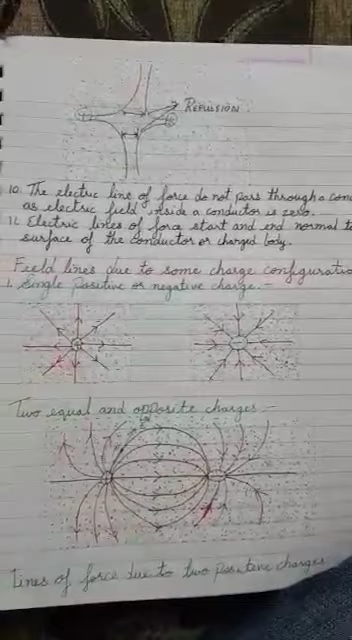 REPULSION
10. The electric line of force do not pass through a
as electric field inside a conductor is zero.
11. Electric lines of force start and end normal to
surface of the conductor or charged body.
Field lines due to some charge configuratio
1. single positive or negative charge.-
+
-
Two equal and opposite charges.-
Lines of force due to two positive charges